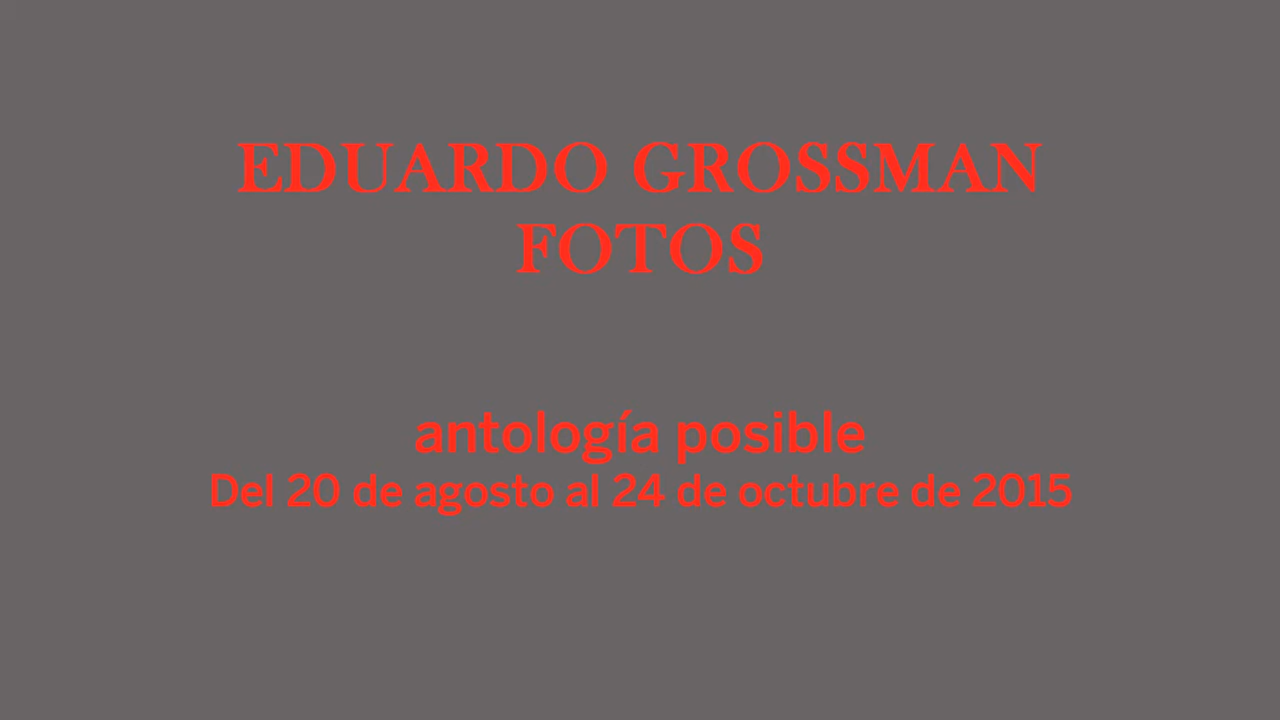 EDUARDO GROSSMAN
FOTOS
antología posible
Del 20 de agosto al 24 de octubre de 2015